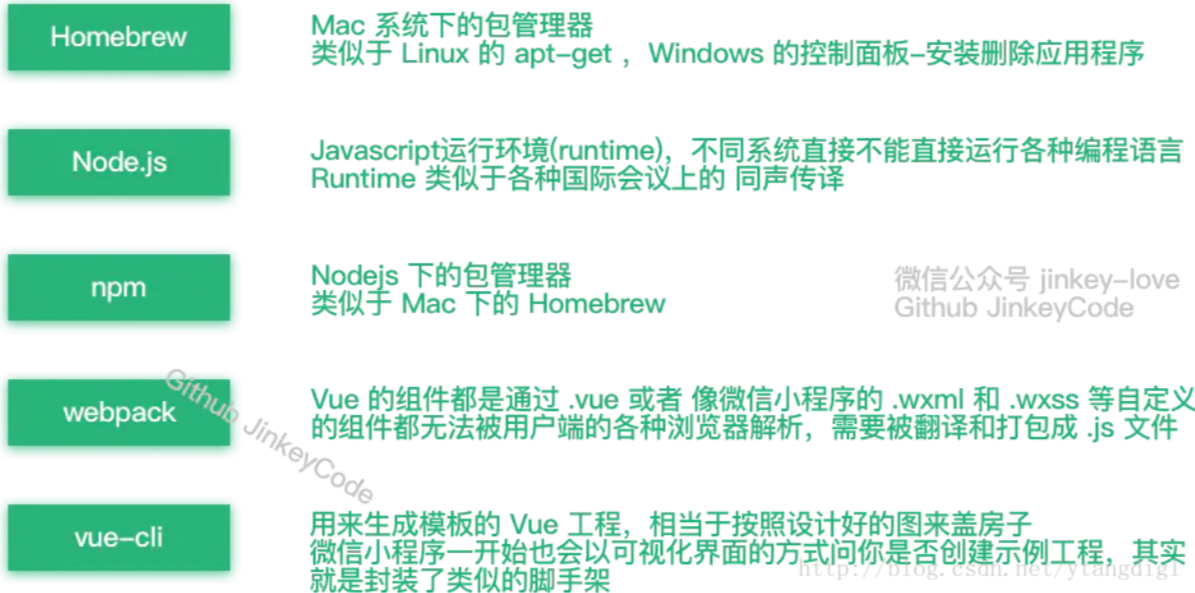 Homebrew
Mac 系统下的包管理器
类似于 Linux 的 apt-get ，Windows 的控制面板-安装删除应用程序
Node.js
Javascript运行环境(runtime)，不同系统直接不能直接运行各种编程语言
Runtime 类似于各种国际会议上的 同声传译
npm
Nodejs 下的包管理器
类似于 Mac 下的 Homebrew
微信公众号 jinkey-love
Github JinkeyCode
webpack
Github JinkeyCode
Vue 的组件都是通过 .vue 或者 像微信小程序的 .wxml 和 .wxss 等自定义
的组件都无法被用户端的各种浏览器解析，需要被翻译和打包成 .js 文件
vue-cli
用来生成模板的 Vue 工程，相当于按照设计好的图来盖房子
微信小程序一开始也会以可视化界面的方式问你是否创建示例工程，其实
就是封装了类似的脚手架